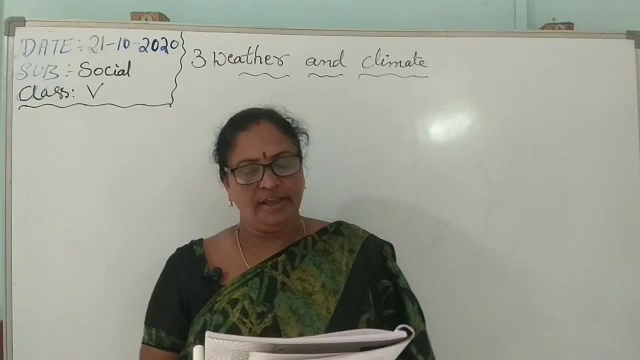 DATE:- 21-10-2020
SUB:- Social
Class: V
3 Weather and climate